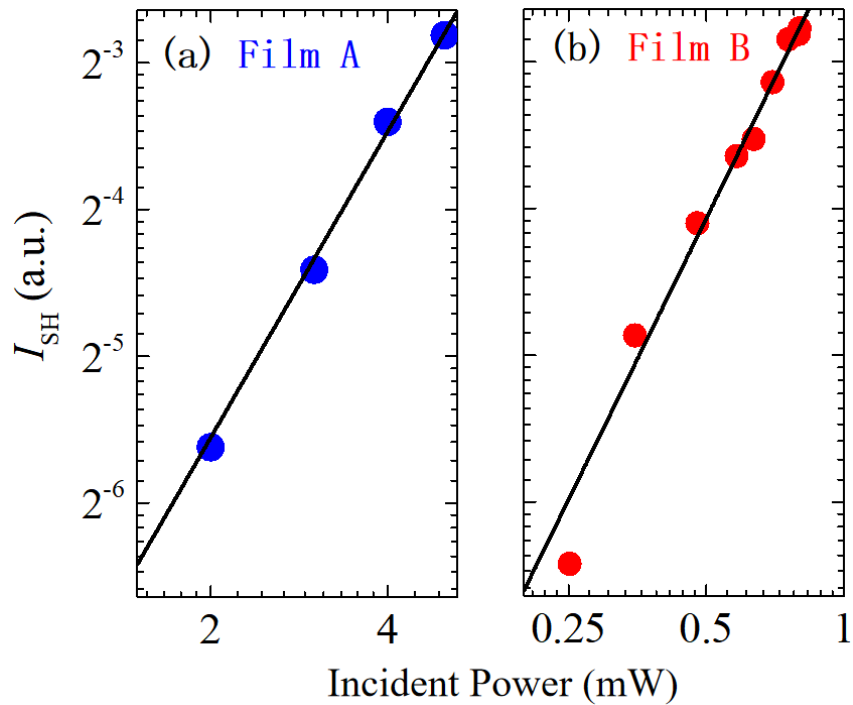 (a) Film A
(b) Film B
2⁻³
2⁻⁴
2⁻⁵
2⁻⁶
I_SH (a.u.)
2 4
0.25 0.5 1
Incident Power (mW)